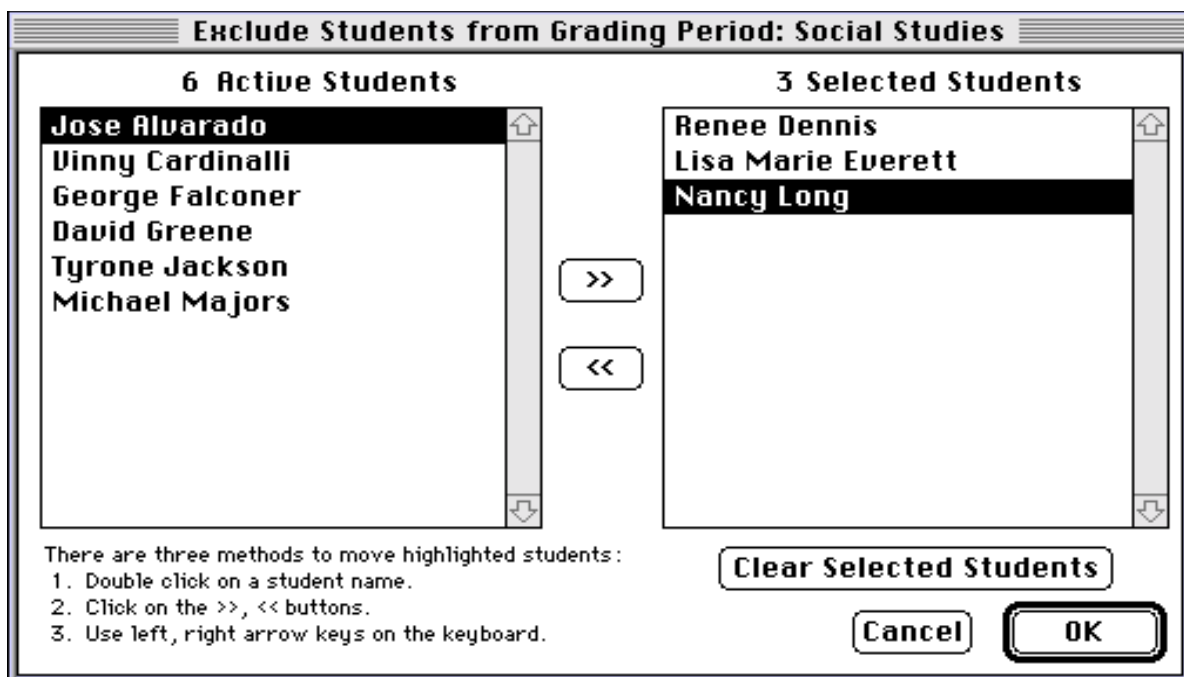 Exclude Students from Grading Period: Social Studies
6 Active Students
Jose Alvarado
Vinny Cardinalli
George Falconer
David Greene
Tyrone Jackson
Michael Majors
>>
<<
3 Selected Students
Renee Dennis
Lisa Marie Everett
Nancy Long
There are three methods to move highlighted students:
1. Double click on a student name.
2. Click on the >>, << buttons.
3. Use left, right arrow keys on the keyboard.
Clear Selected Students
Cancel
OK